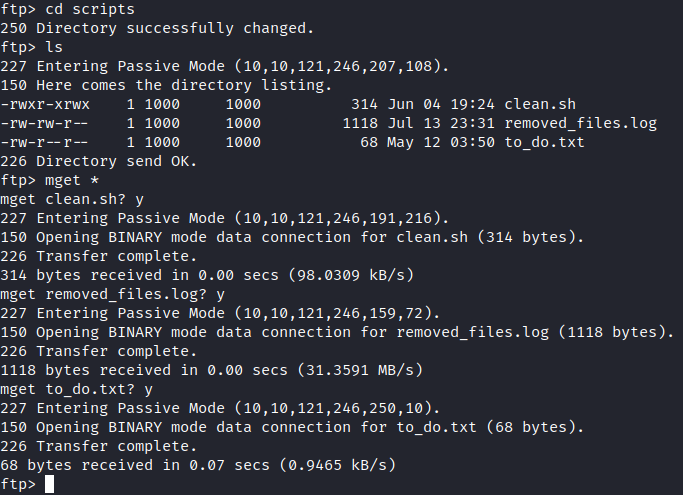 ftp> cd scripts
250 Directory successfully changed.
ftp> ls
227 Entering Passive Mode (10,10,121,246,207,108).
150 Here comes the directory listing.
-rwxr-xrwx    1 1000     1000          314 Jun 04 19:24 clean.sh
-rw-rw-r--    1 1000     1000         1118 Jul 13 23:31 removed_files.log
-rw-r--r--    1 1000     1000           68 May 12 03:50 to_do.txt
226 Directory send OK.
ftp> mget *
mget clean.sh? y
227 Entering Passive Mode (10,10,121,246,191,216).
150 Opening BINARY mode data connection for clean.sh (314 bytes).
226 Transfer complete.
314 bytes received in 0.00 secs (98.0309 kB/s)
mget removed_files.log? y
227 Entering Passive Mode (10,10,121,246,159,72).
150 Opening BINARY mode data connection for removed_files.log (1118 bytes).
226 Transfer complete.
1118 bytes received in 0.00 secs (31.3591 MB/s)
mget to_do.txt? y
227 Entering Passive Mode (10,10,121,246,250,10).
150 Opening BINARY mode data connection for to_do.txt (68 bytes).
226 Transfer complete.
68 bytes received in 0.07 secs (0.9465 kB/s)
ftp>